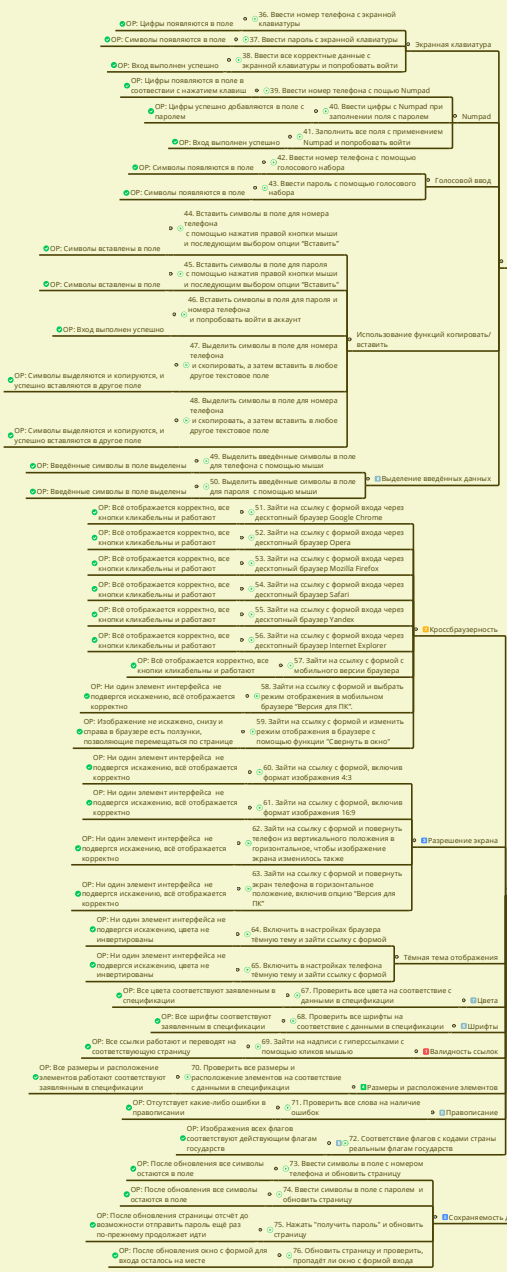 36. Ввести номер телефона с экранной
клавиатуры
ОР: Цифры появляются в поле
37. Ввести пароль с экранной клавиатуры
ОР: Символы появляются в поле
Экранная клавиатура
38. Ввести все корректные данные с
экранной клавиатуры и попробовать войти
ОР: Вход выполнен успешно
ОР: Цифры появляются в поле в
соотвествии с нажатием клавиш
39. Ввести номер телефона с пощью Numpad
ОР: Цифры успешно добавляются в поле с
паролем
40. Ввести цифры с Numpad при
заполнении поля с паролем
Numpad
41. Заполнить все поля с применением
Numpad и попробовать войти
ОР: Вход выполнен успешно
42. Ввести номер телефона с помощью
голосового набора
ОР: Символы появляются в поле
Голосовой ввод
43. Ввести пароль с помощью голосового
набора
ОР: Символы появляются в поле
44. Вставить символы в поле для номера
телефона
с помощью нажатия правой кнопки мыши
и последующим выбором опции "Вставить"
ОР: Символы вставлены в поле
45. Вставить символы в поле для пароля
с помощью нажатия правой кнопки мыши
и последующим выбором опции "Вставить"
ОР: Символы вставлены в поле
46. Вставить символы в поле для пароля и
номера телефона
и попробовать войти в аккаунт
ОР: Вход выполнен успешно
Использование функций копировать/
вставить
47. Выделить символы в поле для номера
телефона
и скопировать, а затем вставить в любое
другое текстовое поле
ОР: Символы выделяются и копируются, и
успешно вставляются в другое поле
48. Выделить символы в поле для номера
телефона
и скопировать, а затем вставить в любое
другое текстовое поле
ОР: Символы выделяются и копируются, и
успешно вставляются в другое поле
49. Выделить введённые символы в поле
для телефона с помощью мыши
ОР: Введённые символы в поле выделены
Выделение введённых данных
50. Выделить введённые символы в поле
для пароля с помощью мыши
ОР: Введённые символы в поле выделены
ОР: Всё отображается корректно, все
кнопки кликабельны и работают
51. Зайти на ссылку с формой входа через
десктопный браузер Google Chrome
ОР: Всё отображается корректно, все
кнопки кликабельны и работают
52. Зайти на ссылку с формой входа через
десктопный браузер Opera
ОР: Всё отображается корректно, все
кнопки кликабельны и работают
53. Зайти на ссылку с формой входа через
десктопный браузер Mozilla Firefox
ОР: Всё отображается корректно, все
кнопки кликабельны и работают
54. Зайти на ссылку с формой входа через
десктопный браузер Safari
ОР: Всё отображается корректно, все
кнопки кликабельны и работают
55. Зайти на ссылку с формой входа через
десктопный браузер Yandex
Кроссбраузерность
ОР: Всё отображается корректно, все
кнопки кликабельны и работают
56. Зайти на ссылку с формой входа через
десктопный браузер Internet Explorer
ОР: Всё отображается корректно, все
кнопки кликабельны и работают
57. Зайти на ссылку с формой с
мобильного версии браузера
ОР: Ни один элемент интерфейса не
подвергся искажению, всё отображается
корректно
58. Зайти на ссылку с формой и выбрать
режим отображения в мобильном
браузере "Версия для ПК".
ОР: Изображение не искажено, снизу и
справа в браузере есть ползунки,
позволяющие перемещаться по странице
59. Зайти на ссылку с формой и изменить
режим отображения в браузере с
помощью функции "Свернуть в окно"
ОР: Ни один элемент интерфейса не
подвергся искажению, всё отображается
корректно
60. Зайти на ссылку с формой, включив
формат изображения 4:3
ОР: Ни один элемент интерфейса не
подвергся искажению, всё отображается
корректно
61. Зайти на ссылку с формой, включив
формат изображения 16:9
ОР: Ни один элемент интерфейса не
подвергся искажению, всё отображается
корректно
62. Зайти на ссылку с формой и повернуть
телефон из вертикального положения в
горизонтальное, чтобы изображение
экрана изменилось также
Разрешение экрана
ОР: Ни один элемент интерфейса не
подвергся искажению, всё отображается
корректно
63. Зайти на ссылку с формой и повернуть
экран телефона в горизонтальное
положение, включив опцию "Версия для
ПК"
ОР: Ни один элемент интерфейса не
подвергся искажению, цвета не
инвертированы
64. Включить в настройках браузера
тёмную тему и зайти ссылку с формой
Тёмная тема отображения
ОР: Ни один элемент интерфейса не
подвергся искажению, цвета не
инвертированы
65. Включить в настройках телефона
тёмную тему и зайти ссылку с формой
ОР: Все цвета соответствуют заявленным в
спецификации
67. Проверить все цвета на соответствие с
данными в спецификации
Цвета
ОР: Все шрифты соответствуют
заявленным в спецификации
68. Проверить все шрифты на
соответствие с данными в спецификации
Шрифты
ОР: Все ссылки работают и переводят на
соответствующую страницу
69. Зайти на надписи с гиперссылками с
помощью кликов мышью
Валидность ссылок
ОР: Все размеры и расположение
элементов работают соответствуют
заявлянным в спецификации
70. Проверить все размеры и
расположение элементов на соответствие
с данными в спецификации
Размеры и расположение элементов
ОР: Отсутствует какие-либо ошибки в
правописании
71. Проверить все слова на наличие
ошибок
Правописание
ОР: Изображения всех флагов
соответствуют действующим флагам
государств
72. Соответствие флагов с кодами страны
реальным флагам государств
ОР: После обновления все символы
остаются в поле
73. Ввести символы в поле с номером
телефона и обновить страницу
ОР: После обновления все символы
остаются в поле
74. Ввести символы в поле с паролем и
обновить страницу
Сохраняемость д
ОР: После обновления страницы отсчёт до
возможности отправить пароль ещё раз
по-прежнему продолжает идти
75. Нажать "получить пароль" и обновить
страницу
ОР: После обновления окно с формой для
входа осталось на месте
76. Обновить страницу и проверить,
пропадёт ли окно с формой входа